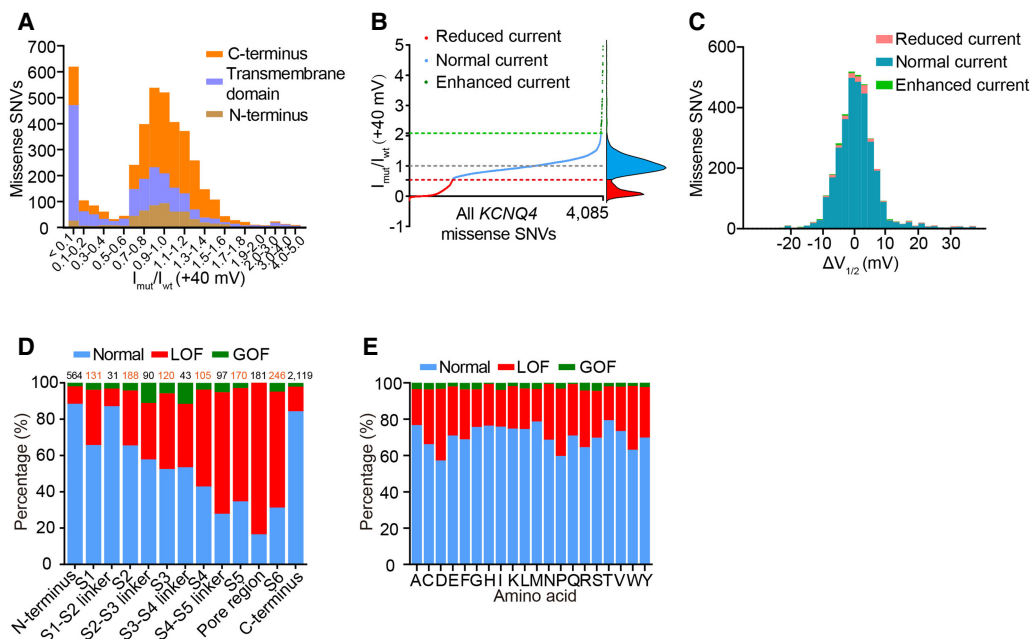 A
700
600
500
400
300
200
100
0
Missense SNVs
C-terminus
Transmembrane
domain
N-terminus
< 0.1
0.1-0.2
0.3-0.4
0.5-0.6
0.7-0.8
0.9-1.0
1.1-1.2
1.3-1.4
1.5-1.6
1.7-1.8
1.9-2.0
2.0-3.0
3.0-4.0
4.0-5.0
Imut/Iwt (+40 mV)
B
5
4
3
2
1
0
-1
Imut/Iwt (+40 mV)
Reduced current
Normal current
Enhanced current
All KCNQ4
missense SNVs
4,085
C
600
400
200
0
Missense SNVs
Reduced current
Normal current
Enhanced current
-20 -10 0 10 20 30
ΔV1/2 (mV)
D
Normal LOF GOF
564 131 31 188 90 120 43 105 97 170 181 246 2,119
100
80
60
40
20
0
Percentage (%)
N-terminus
S1
S1-S2 linker
S2
S2-S3 linker
S3
S3-S4 linker
S4
S4-S5 linker
S5
Pore region
S6
C-terminus
E
Normal LOF GOF
100
80
60
40
20
0
Percentage (%)
A C D E F G H I K L M N P Q R S T V W Y
Amino acid